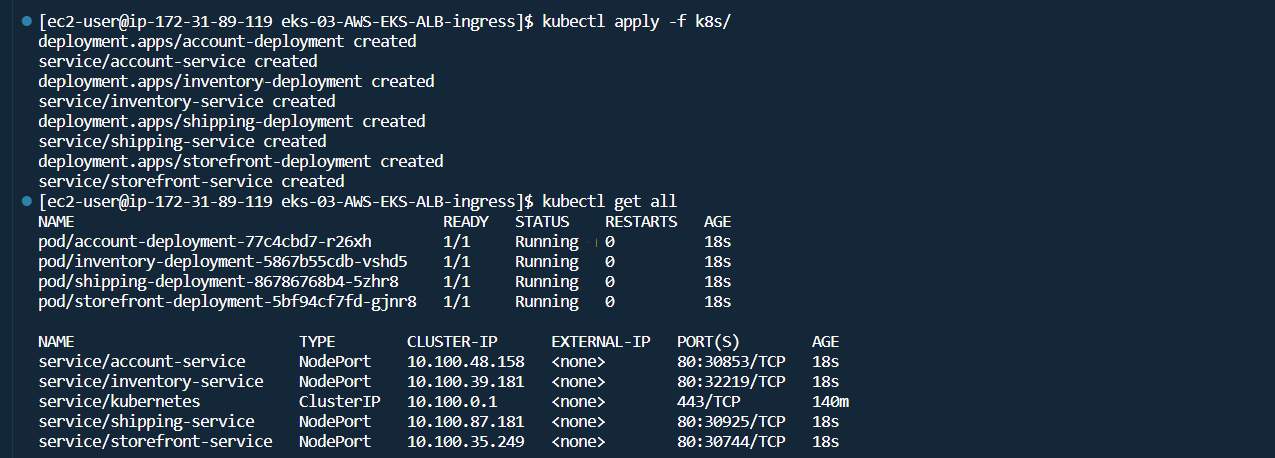 [ec2-user@ip-172-31-89-119 eks-03-AWS-EKS-ALB-ingress]$ kubectl apply -f k8s/
deployment.apps/account-deployment created
service/account-service created
deployment.apps/inventory-deployment created
service/inventory-service created
deployment.apps/shipping-deployment created
service/shipping-service created
deployment.apps/storefront-deployment created
service/storefront-service created
[ec2-user@ip-172-31-89-119 eks-03-AWS-EKS-ALB-ingress]$ kubectl get all
NAME READY STATUS RESTARTS AGE
pod/account-deployment-77c4cbd7-r26xh 1/1 Running 0 18s
pod/inventory-deployment-5867b55cdb-vshd5 1/1 Running 0 18s
pod/shipping-deployment-86786768b4-5zhr8 1/1 Running 0 18s
pod/storefront-deployment-5bf94cf7fd-gjnr8 1/1 Running 0 18s
NAME TYPE CLUSTER-IP EXTERNAL-IP PORT(S) AGE
service/account-service NodePort 10.100.48.158 <none> 80:30853/TCP 18s
service/inventory-service NodePort 10.100.39.181 <none> 80:32219/TCP 18s
service/kubernetes ClusterIP 10.100.0.1 <none> 443/TCP 140m
service/shipping-service NodePort 10.100.87.181 <none> 80:30925/TCP 18s
service/storefront-service NodePort 10.100.35.249 <none> 80:30744/TCP 18s